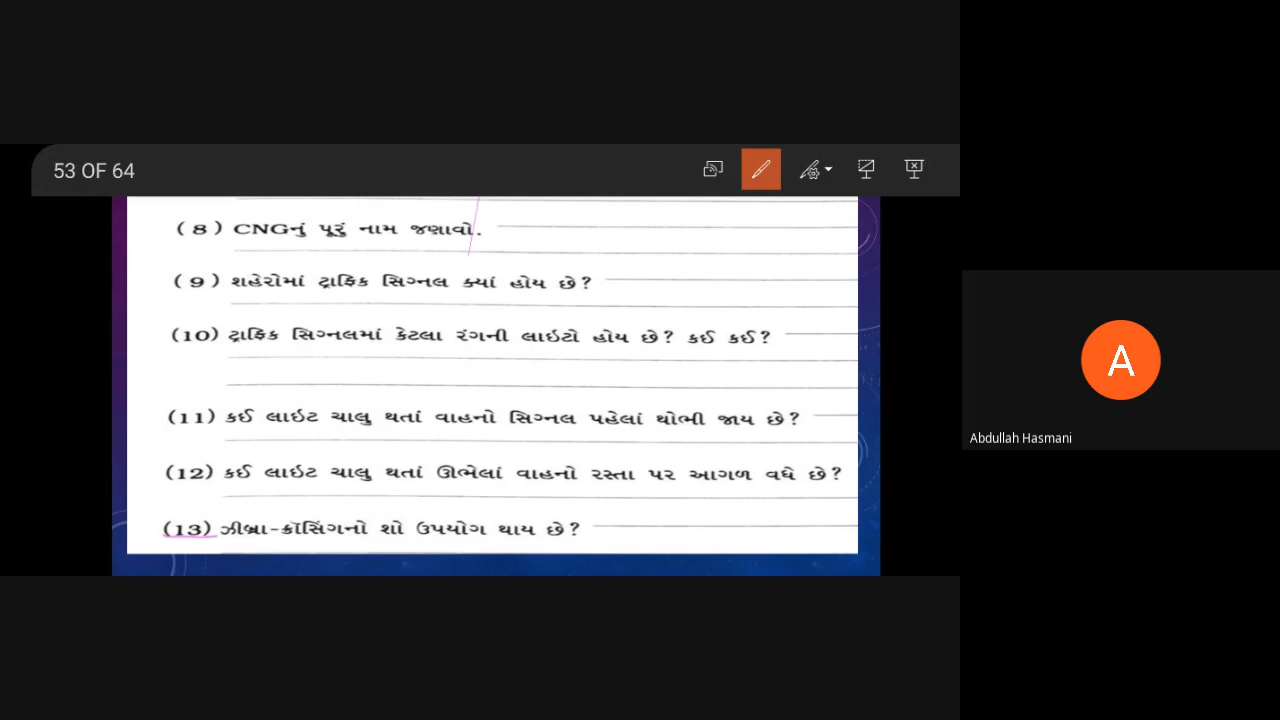 53 OF 64
( 8 ) CNGનું પૂરું નામ જણાવો.
( 9 ) શહેરોમાં ટ્રાફિક સિગ્નલ ક્યાં હોય છે?
(10) ટ્રાફિક સિગ્નલમાં કેટલા રંગની લાઇટો હોય છે? કઈ કઈ?
(11) કઈ લાઇટ ચાલુ થતાં વાહનો સિગ્નલ પહેલાં થોભી જાય છે?
(12) કઈ લાઇટ ચાલુ થતાં ઊભેલાં વાહનો રસ્તા પર આગળ વધે છે?
(13) ઝીબ્રા-ક્રૉસિંગનો શો ઉપયોગ થાય છે?
A
Abdullah Hasmani